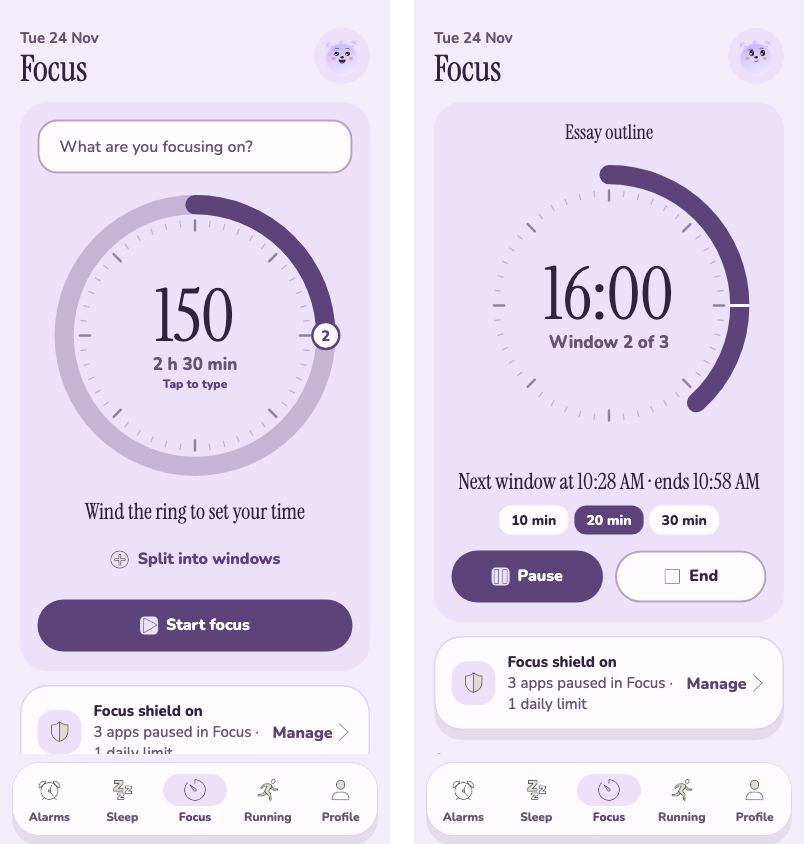 Tue 24 Nov
Focus
What are you focusing on?
150
2
2 h 30 min
Tap to type
Wind the ring to set your time
Split into windows
Start focus
Focus shield on
3 apps paused in Focus ·
1 daily limit
Manage
Alarms
Sleep
Focus
Running
Profile
Tue 24 Nov
Focus
Essay outline
16:00
Window 2 of 3
Next window at 10:28 AM · ends 10:58 AM
10 min
20 min
30 min
Pause
End
Focus shield on
3 apps paused in Focus ·
1 daily limit
Manage
Alarms
Sleep
Focus
Running
Profile